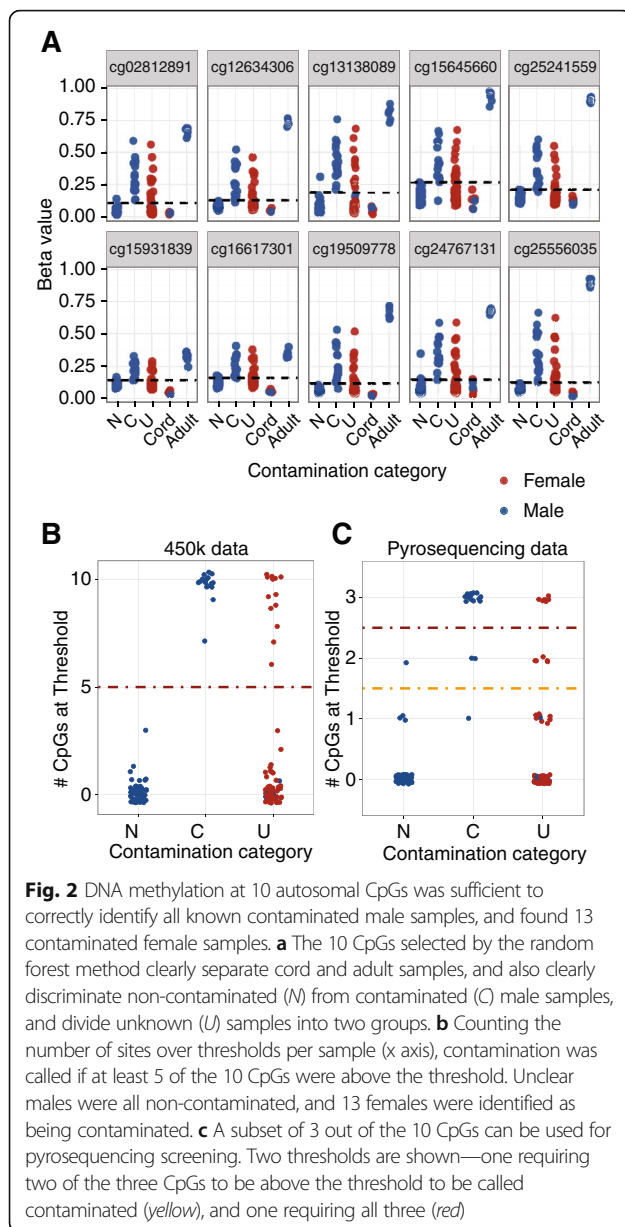 A
cg02812891 cg12634306 cg13138089 cg15645660 cg25241559
1.00
0.75
0.50
0.25
0.00
cg15931839 cg16617301 cg19509778 cg24767131 cg25556035
1.00
0.75
0.50
0.25
0.00
Beta value
N C U Cord Adult N C U Cord Adult N C U Cord Adult N C U Cord Adult N C U Cord Adult
Contamination category
Female
Male
B
450k data
10
5
0
# CpGs at Threshold
N C U
Contamination category
C
Pyrosequencing data
3
2
1
0
# CpGs at Threshold
N C U
Contamination category
Fig. 2 DNA methylation at 10 autosomal CpGs was sufficient to
correctly identify all known contaminated male samples, and found 13
contaminated female samples. a The 10 CpGs selected by the random
forest method clearly separate cord and adult samples, and also clearly
discriminate non-contaminated (N) from contaminated (C) male samples,
and divide unknown (U) samples into two groups. b Counting the
number of sites over thresholds per sample (x axis), contamination was
called if at least 5 of the 10 CpGs were above the threshold. Unclear
males were all non-contaminated, and 13 females were identified as
being contaminated. c A subset of 3 out of the 10 CpGs can be used for
pyrosequencing screening. Two thresholds are shown—one requiring
two of the three CpGs to be above the threshold to be called
contaminated (yellow), and one requiring all three (red)